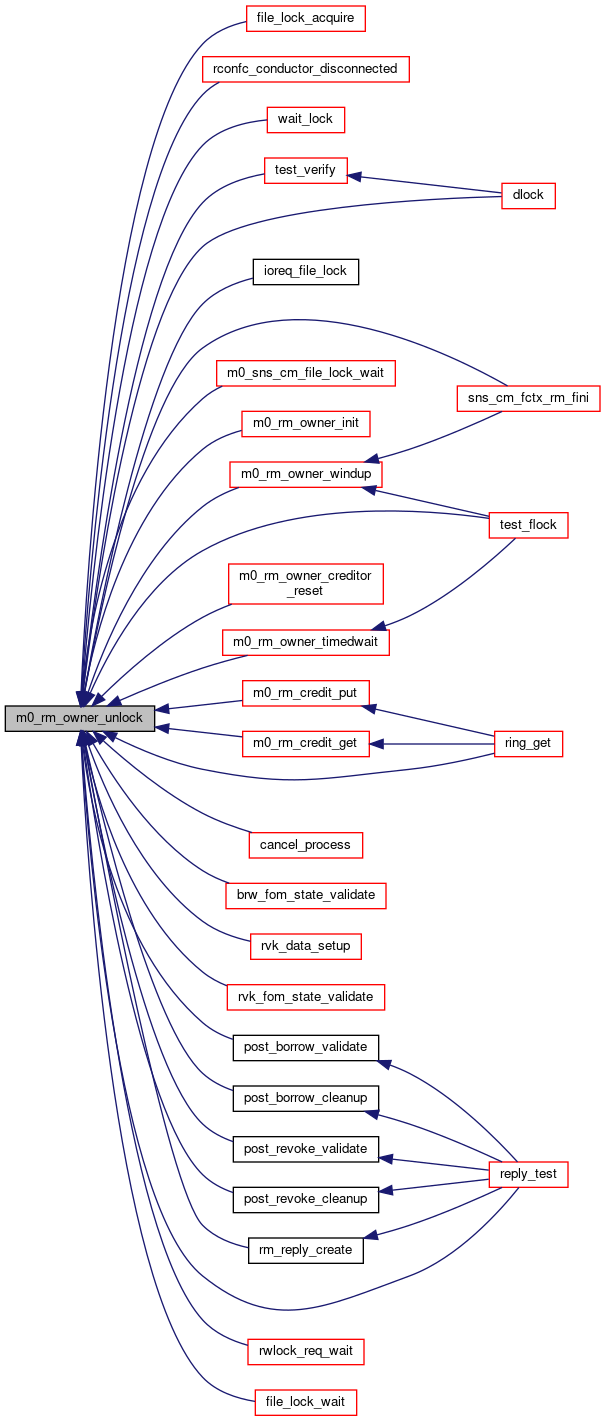 file_lock_acquire
rconfc_conductor_disconnected
wait_lock
test_verify
dlock
ioreq_file_lock
m0_sns_cm_file_lock_wait
sns_cm_fctx_rm_fini
m0_rm_owner_init
m0_rm_owner_windup
test_flock
m0_rm_owner_creditor
_reset
m0_rm_owner_timedwait
m0_rm_credit_put
m0_rm_owner_unlock
m0_rm_credit_get
ring_get
cancel_process
brw_fom_state_validate
rvk_data_setup
rvk_fom_state_validate
post_borrow_validate
post_borrow_cleanup
post_revoke_validate
reply_test
post_revoke_cleanup
rm_reply_create
rwlock_req_wait
file_lock_wait